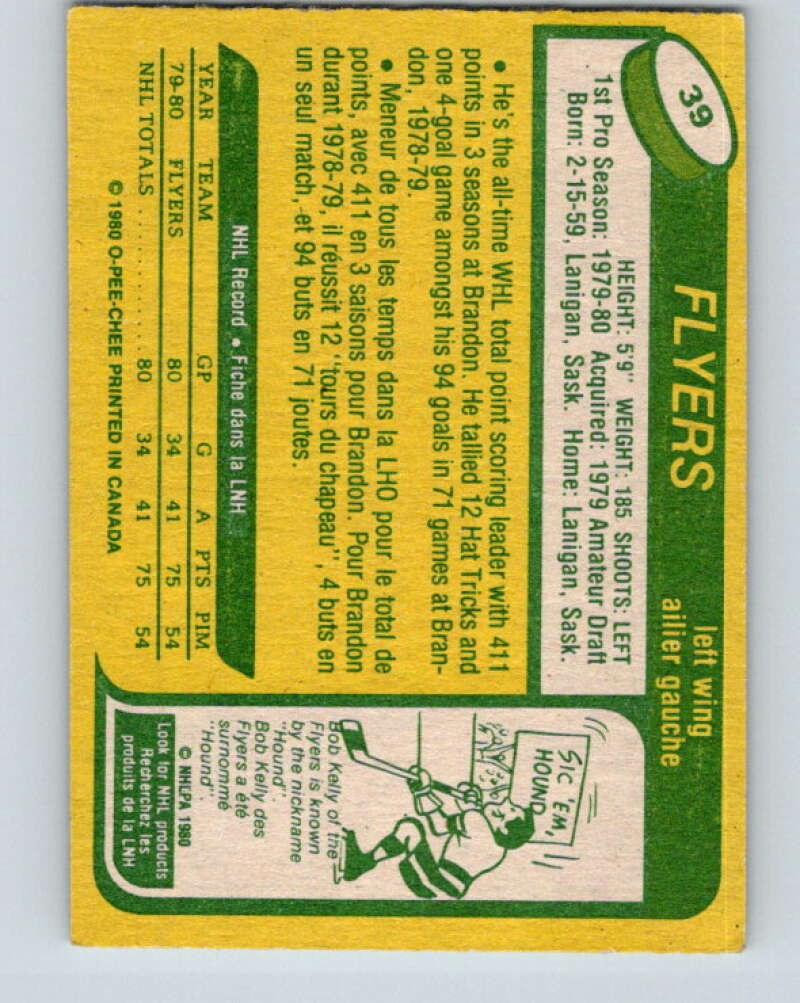 39
FLYERS
left wing
ailier gauche
HEIGHT: 5'9" WEIGHT: 185 SHOOTS: LEFT
1st Pro Season: 1979-80 Acquired: 1979 Amateur Draft
Born: 2-15-59, Lanigan, Sask. Home: Lanigan, Sask.
• He's the all-time WHL total point scoring leader with 411
points in 3 seasons at Brandon. He tallied 12 Hat Tricks and
one 4-goal game amongst his 94 goals in 71 games at Bran-
don, 1978-79.
• Meneur de tous les temps dans la LHO pour le total de
points, avec 411 en 3 saisons pour Brandon. Pour Brandon
durant 1978-79, il réussit 12 "tours du chapeau", 4 buts en
un seul match, et 94 buts en 71 joutes.
NHL Record • Fiche dans la LNH
YEAR TEAM GP G A PTS PIM
79-80 FLYERS 80 34 41 75 54
NHL TOTALS .......... 80 34 41 75 54
© 1980 O-PEE-CHEE PRINTED IN CANADA
SIC 'EM,
HOUND
Bob Kelly of the
Flyers is known
by the nickname
"Hound".
Bob Kelly des
Flyers a été
surnommé
"Hound".
© NHLPA 1980
Look for NHL products
Recherchez les
produits de la LNH